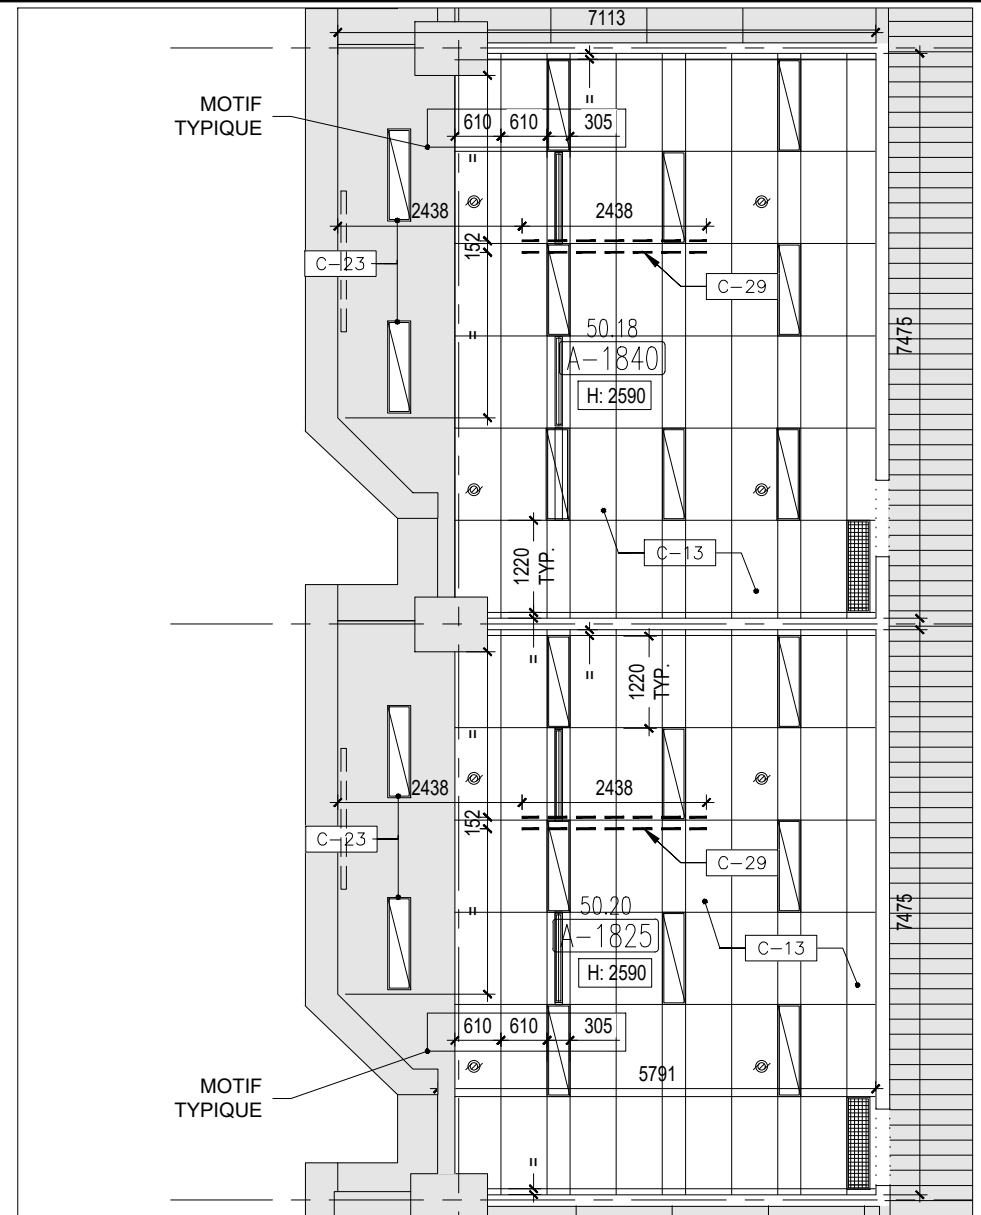 7113
MOTIF
TYPIQUE
610
610
305
=
=
2438
2438
152
C-23
C-29
=
50.18
A-1840
H: 2590
7475
1220
TYP.
C-13
=
=
1220
TYP.
=
2438
2438
152
C-23
C-29
=
50.20
A-1825
H: 2590
7475
C-13
610
610
305
5791
MOTIF
TYPIQUE
=